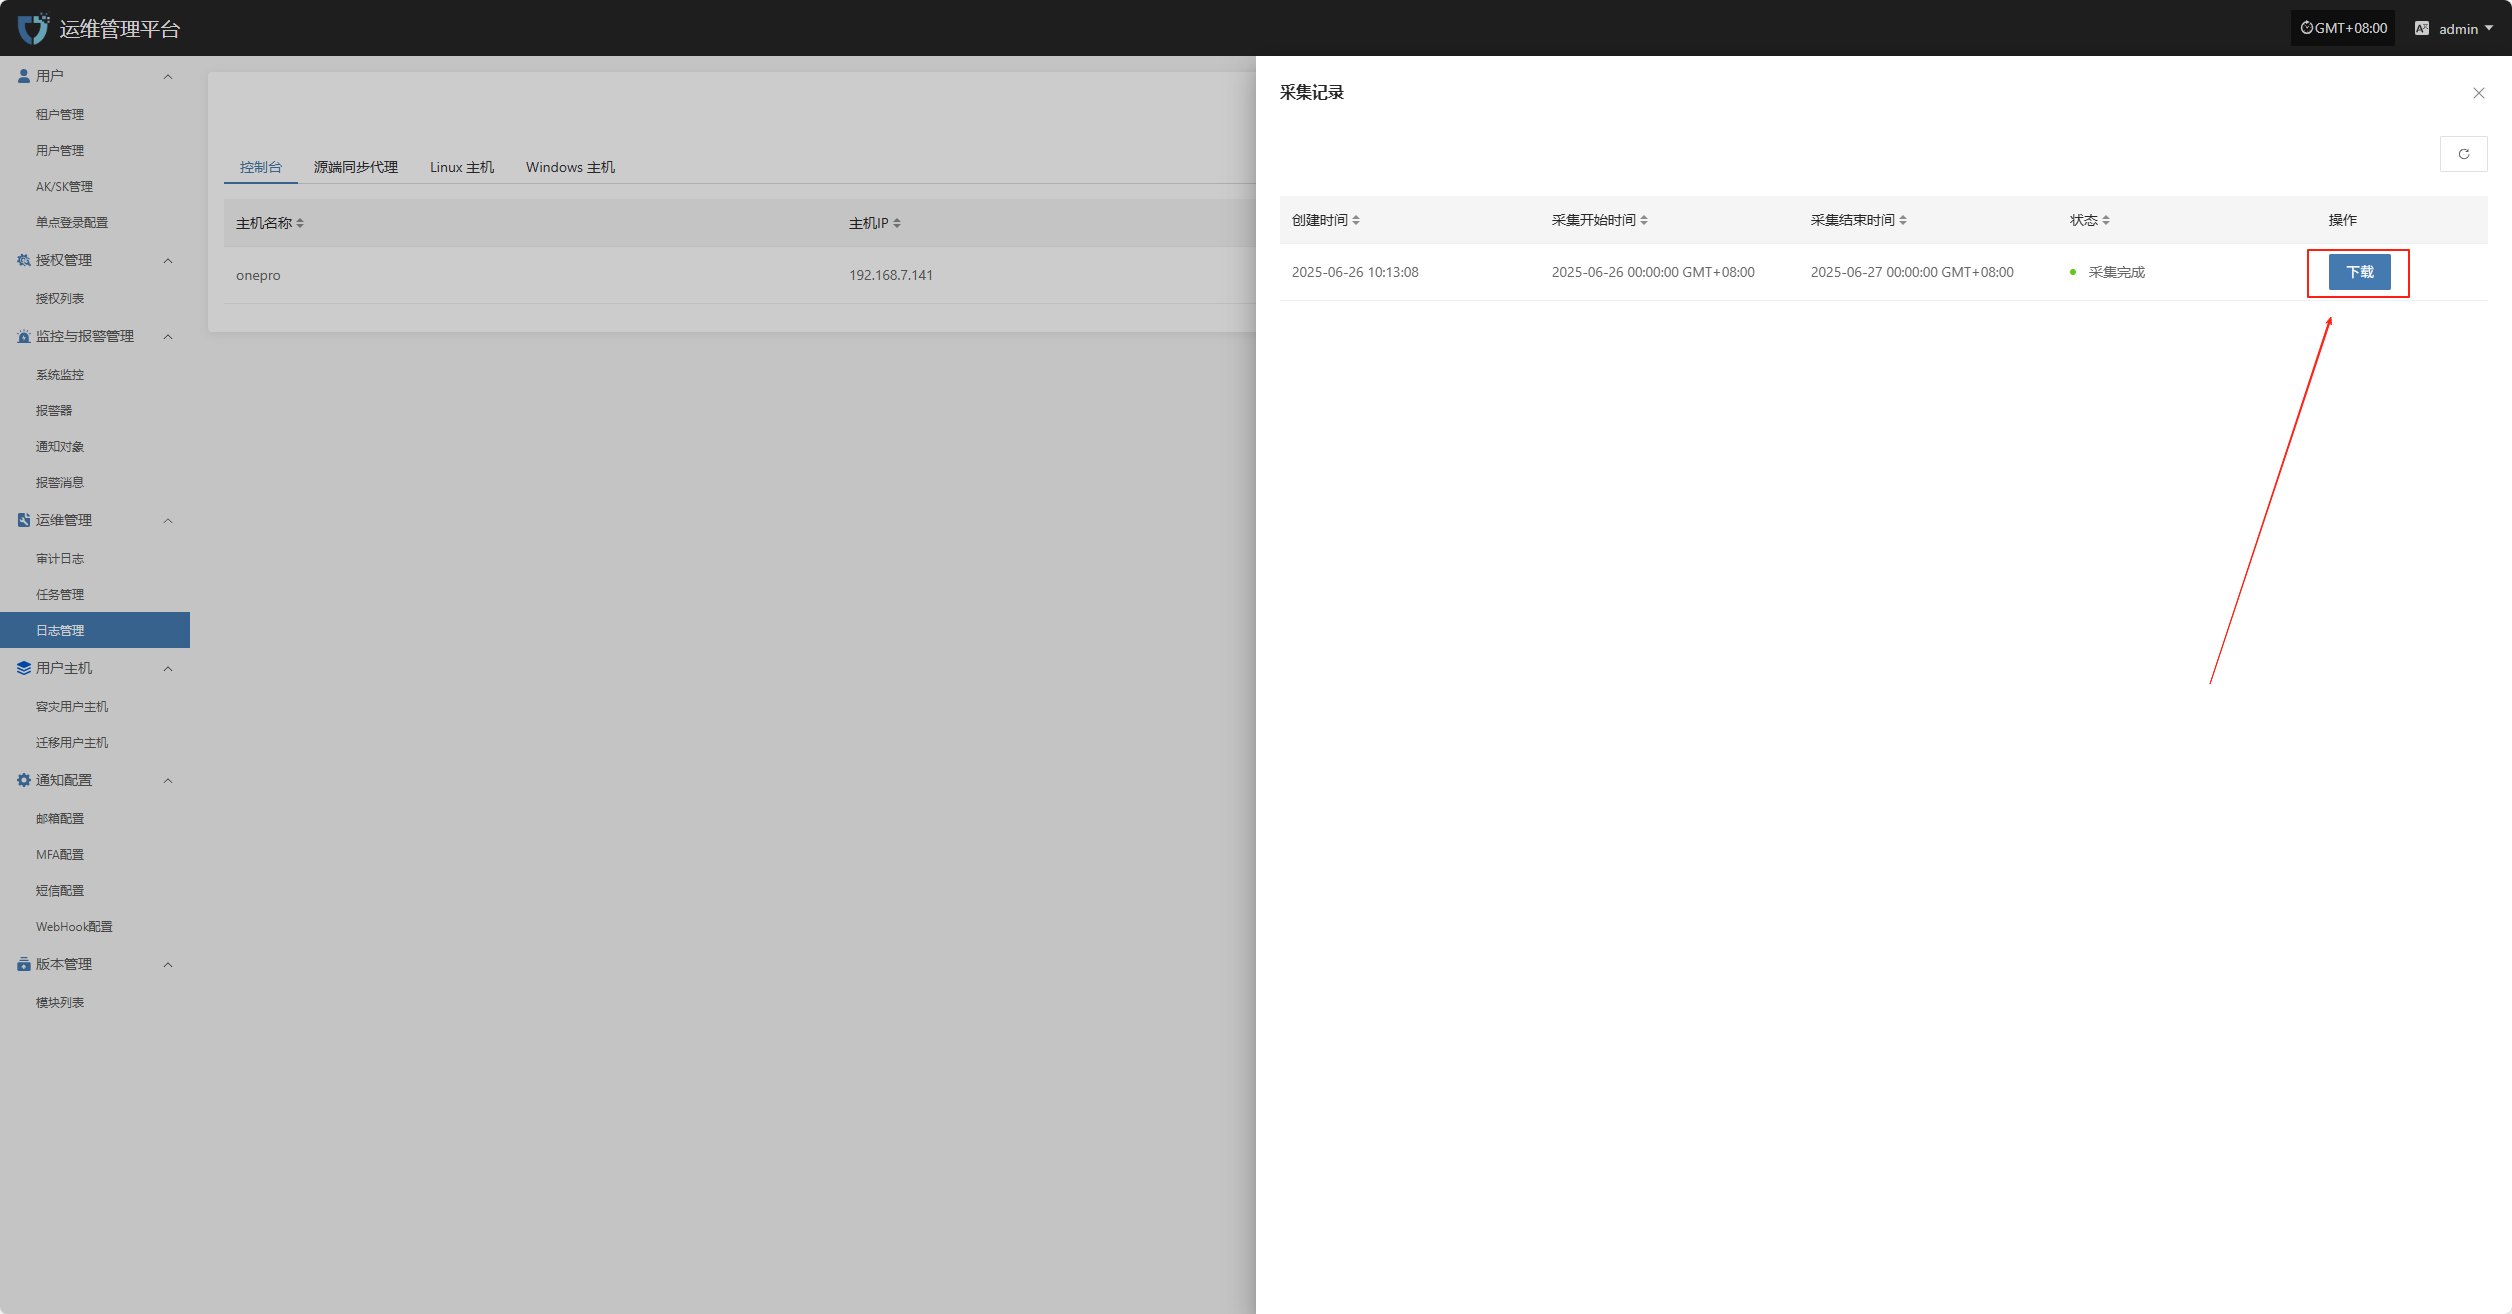 运维管理平台
GMT+08:00
admin
用户
租户管理
用户管理
AK/SK管理
单点登录配置
授权管理
授权列表
监控与报警管理
系统监控
报警器
通知对象
报警消息
运维管理
审计日志
任务管理
日志管理
用户主机
容灾用户主机
迁移用户主机
通知配置
邮箱配置
MFA配置
短信配置
WebHook配置
版本管理
模块列表
控制台 源端同步代理 Linux 主机 Windows 主机
主机名称 主机IP
onepro 192.168.7.141
采集记录
创建时间 采集开始时间 采集结束时间 状态 操作
2025-06-26 10:13:08 2025-06-26 00:00:00 GMT+08:00 2025-06-27 00:00:00 GMT+08:00 采集完成 下载